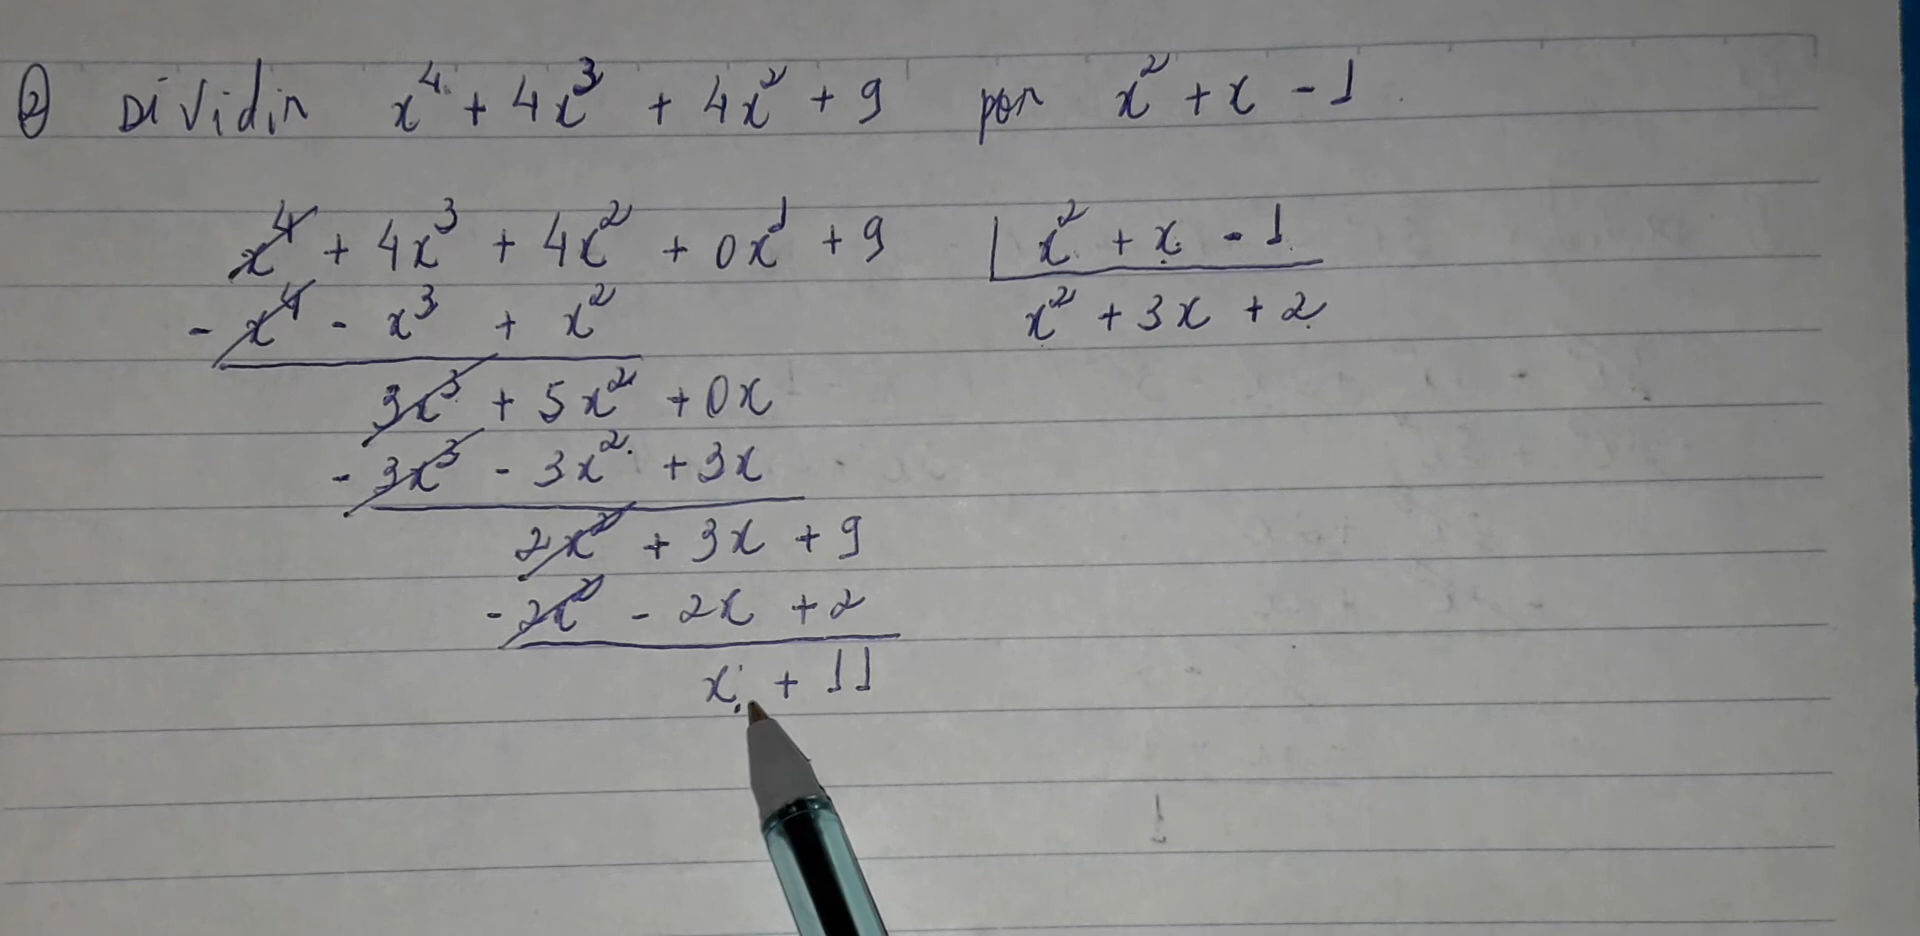 ② Dividir x⁴ + 4x³ + 4x² + 9 por x² + x - 1
x⁴ + 4x³ + 4x² + 0x¹ + 9 | x² + x - 1
- x⁴ - x³ + x² x² + 3x + 2
3x³ + 5x² + 0x
- 3x³ - 3x² + 3x
2x² + 3x + 9
- 2x² - 2x + 2
x + 11